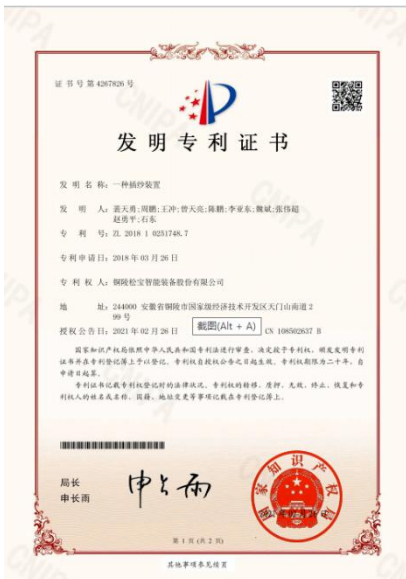 证书号第4267826号
发明专利证书
发明名称：一种插纱装置
发明人：裴天勇;周鹏;王冲;曾天亮;陈鹏;李亚东;魏斌;张伟超
赵勇平;石东
专利号：ZL 2018 1 0251748.7
专利申请日：2018年03月26日
专利权人：铜陵松宝智能装备股份有限公司
地址：244000 安徽省铜陵市国家级经济技术开发区天门山南道2
99号
授权公告日：2021年02月26日 截图(Alt + A) CN 108502637 B
国家知识产权局依照中华人民共和国专利法进行审查，决定授予专利权，颁发发明专利
证书并在专利登记簿上予以登记。专利权自授权公告之日起生效。专利权期限为二十年，自
申请日起算。
专利证书记载专利权登记时的法律状况。专利权的转移、质押、无效、终止、恢复和专
利权人的姓名或名称、国籍、地址变更等事项记载在专利登记簿上。
局长
申长雨
申长雨
国家知识产权局
第 1 页 (共 2 页)
其他事项参见续页
CNIPA